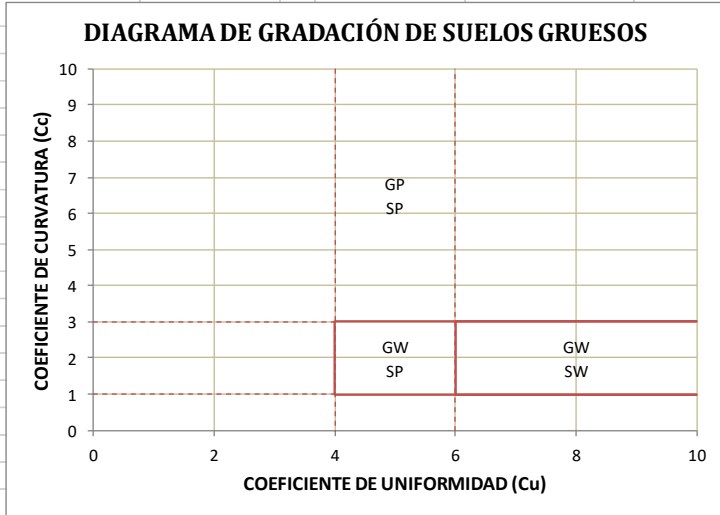 DIAGRAMA DE GRADACIÓN DE SUELOS GRUESOS
COEFICIENTE DE CURVATURA (Cc)
10
9
8
7
6
5
4
3
2
1
0
GP
SP
GW
SP
GW
SW
0 2 4 6 8 10
COEFICIENTE DE UNIFORMIDAD (Cu)